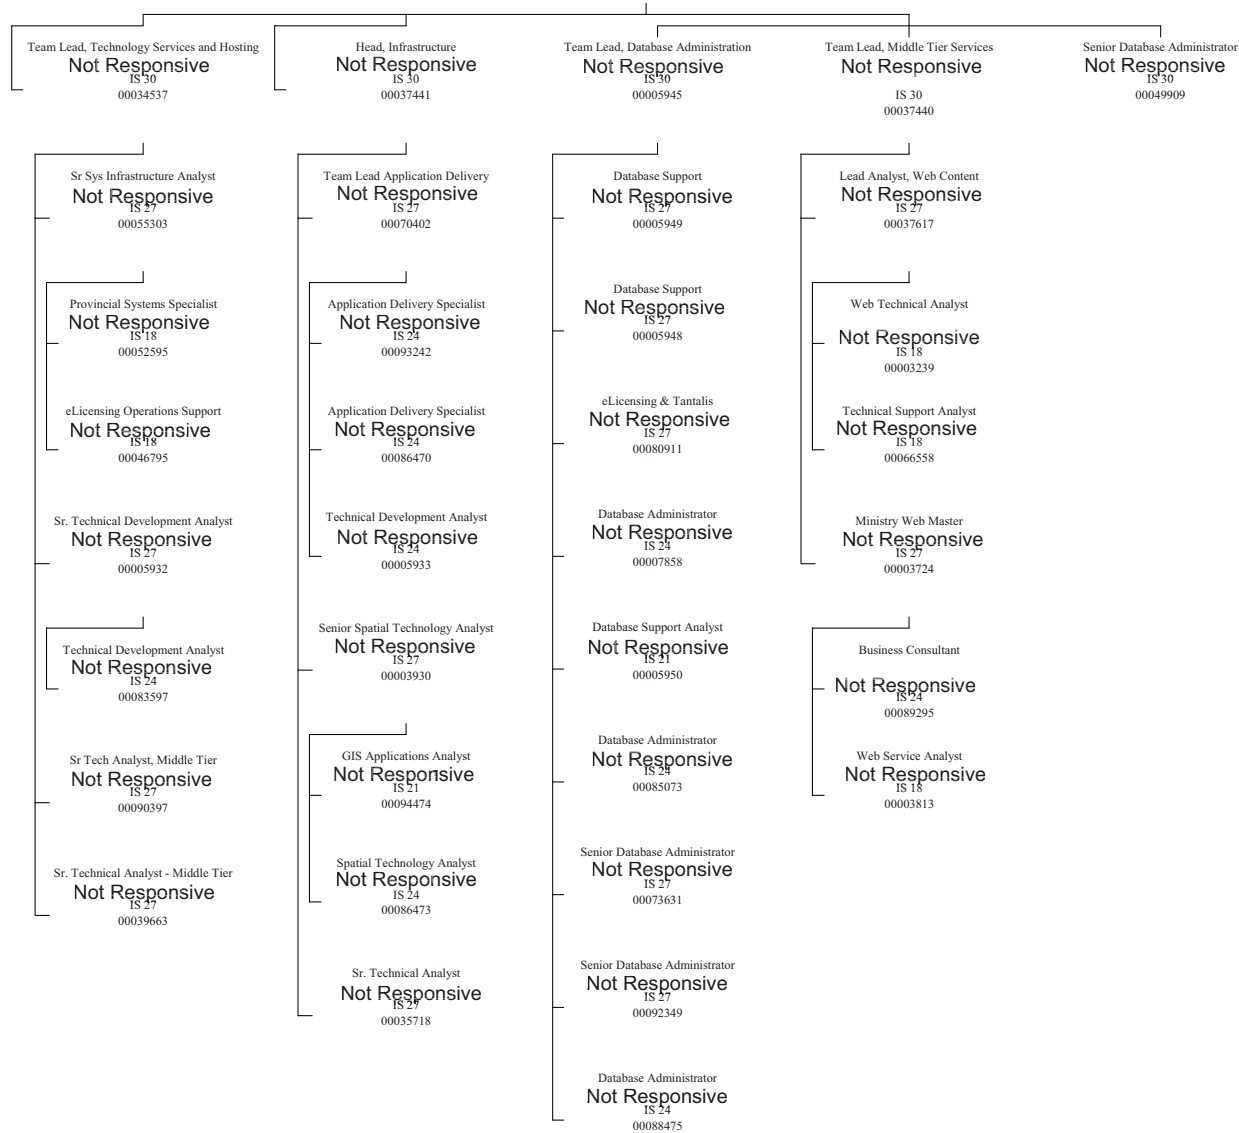 Team Lead, Technology Services and Hosting
Not Responsive
IS 30
00034537
Head, Infrastructure
Not Responsive
IS 30
00037441
Team Lead, Database Administration
Not Responsive
IS 30
00005945
Team Lead, Middle Tier Services
Not Responsive
IS 30
00037440
Senior Database Administrator
Not Responsive
IS 30
00049909
Sr Sys Infrastructure Analyst
Not Responsive
IS 27
00055303
Provincial Systems Specialist
Not Responsive
IS 18
00052595
eLicensing Operations Support
Not Responsive
IS 18
00046795
Sr. Technical Development Analyst
Not Responsive
IS 27
00005932
Technical Development Analyst
Not Responsive
IS 24
00083597
Sr Tech Analyst, Middle Tier
Not Responsive
IS 27
00090397
Sr. Technical Analyst - Middle Tier
Not Responsive
IS 27
00039663
Team Lead Application Delivery
Not Responsive
IS 27
00070402
Application Delivery Specialist
Not Responsive
IS 24
00093242
Application Delivery Specialist
Not Responsive
IS 24
00086470
Technical Development Analyst
Not Responsive
IS 24
00005933
Senior Spatial Technology Analyst
Not Responsive
IS 27
00003930
GIS Applications Analyst
Not Responsive
IS 21
00094474
Spatial Technology Analyst
Not Responsive
IS 24
00086473
Sr. Technical Analyst
Not Responsive
IS 27
00035718
Database Support
Not Responsive
IS 27
00005949
Database Support
Not Responsive
IS 27
00005948
eLicensing & Tantalis
Not Responsive
IS 27
00080911
Database Administrator
Not Responsive
IS 24
00007858
Database Support Analyst
Not Responsive
IS 21
00005950
Database Administrator
Not Responsive
IS 24
00085073
Senior Database Administrator
Not Responsive
IS 27
00073631
Senior Database Administrator
Not Responsive
IS 27
00092349
Database Administrator
Not Responsive
IS 24
00088475
Lead Analyst, Web Content
Not Responsive
IS 27
00037617
Web Technical Analyst
Not Responsive
IS 18
00003239
Technical Support Analyst
Not Responsive
IS 18
00066558
Ministry Web Master
Not Responsive
IS 27
00003724
Business Consultant
Not Responsive
IS 24
00089295
Web Service Analyst
Not Responsive
IS 18
00003813